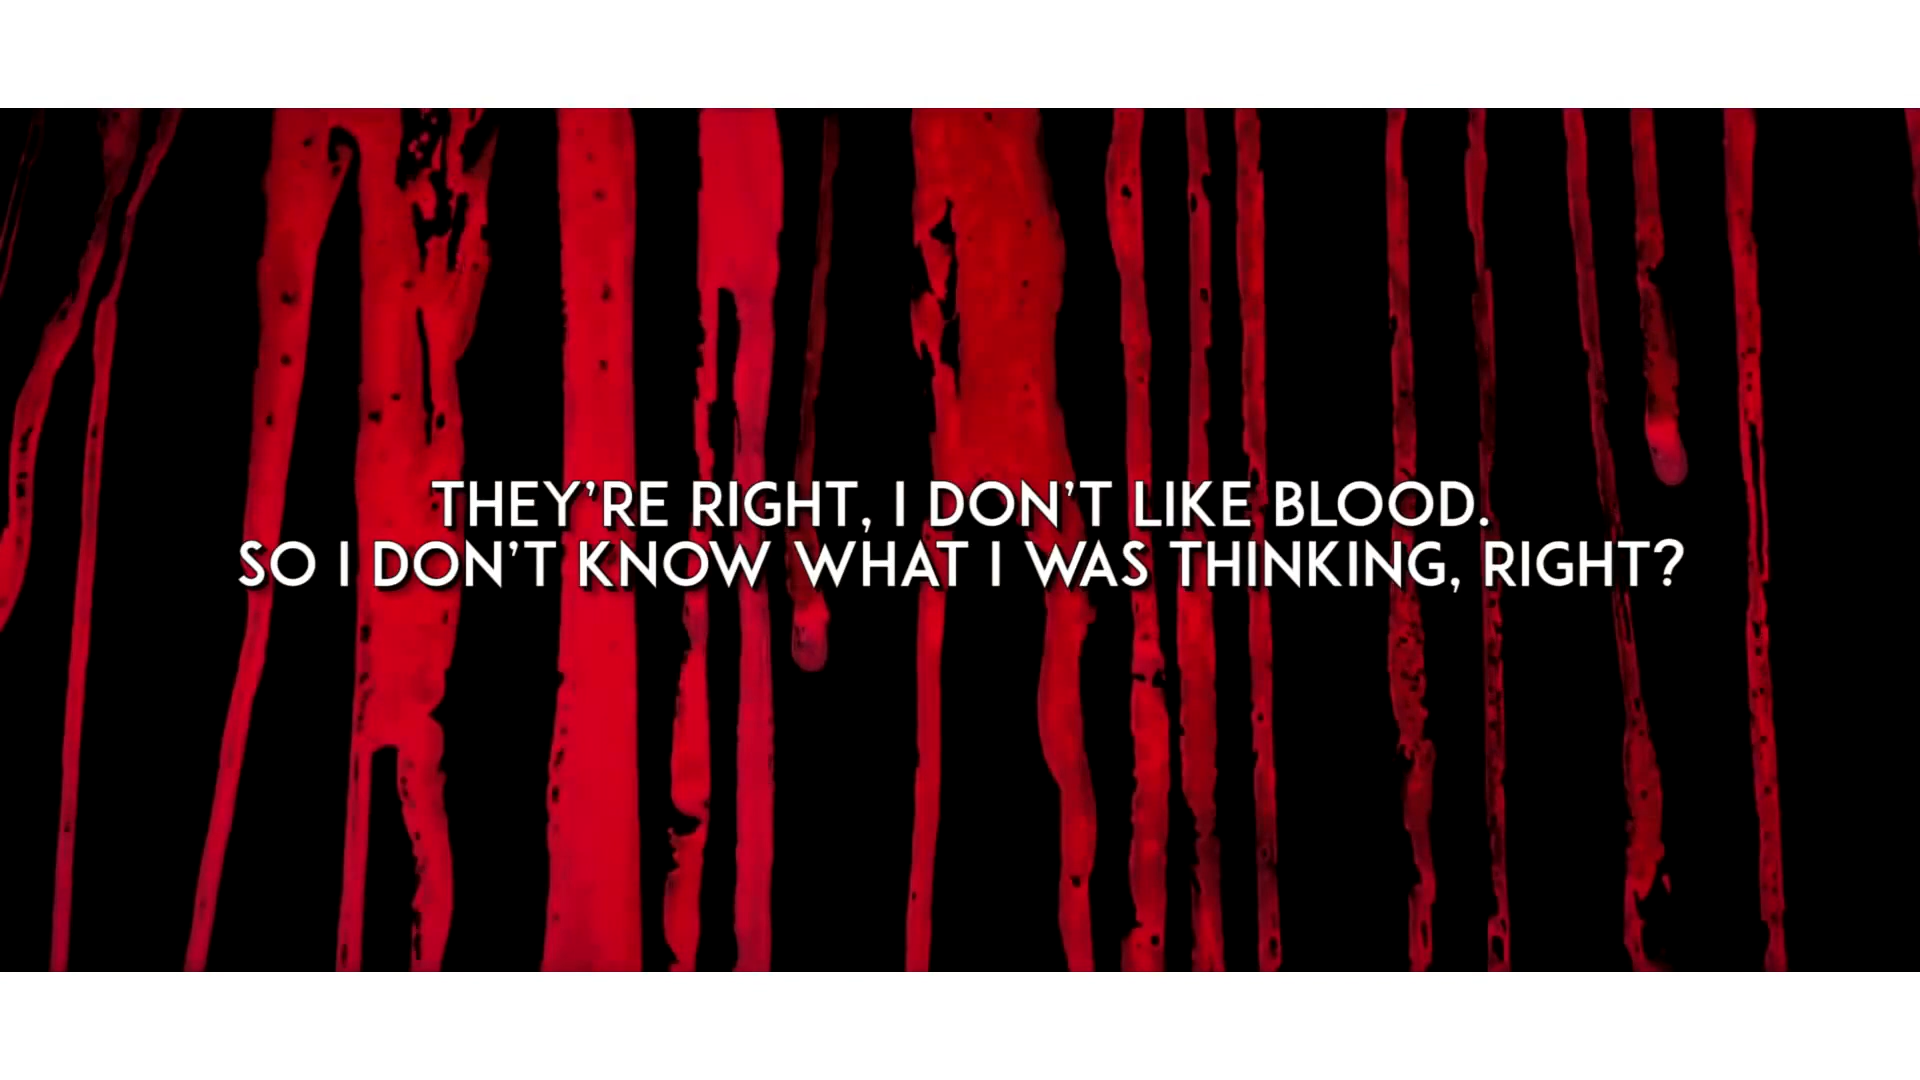 THEY'RE RIGHT, I DON'T LIKE BLOOD.
SO I DON'T KNOW WHAT I WAS THINKING, RIGHT?